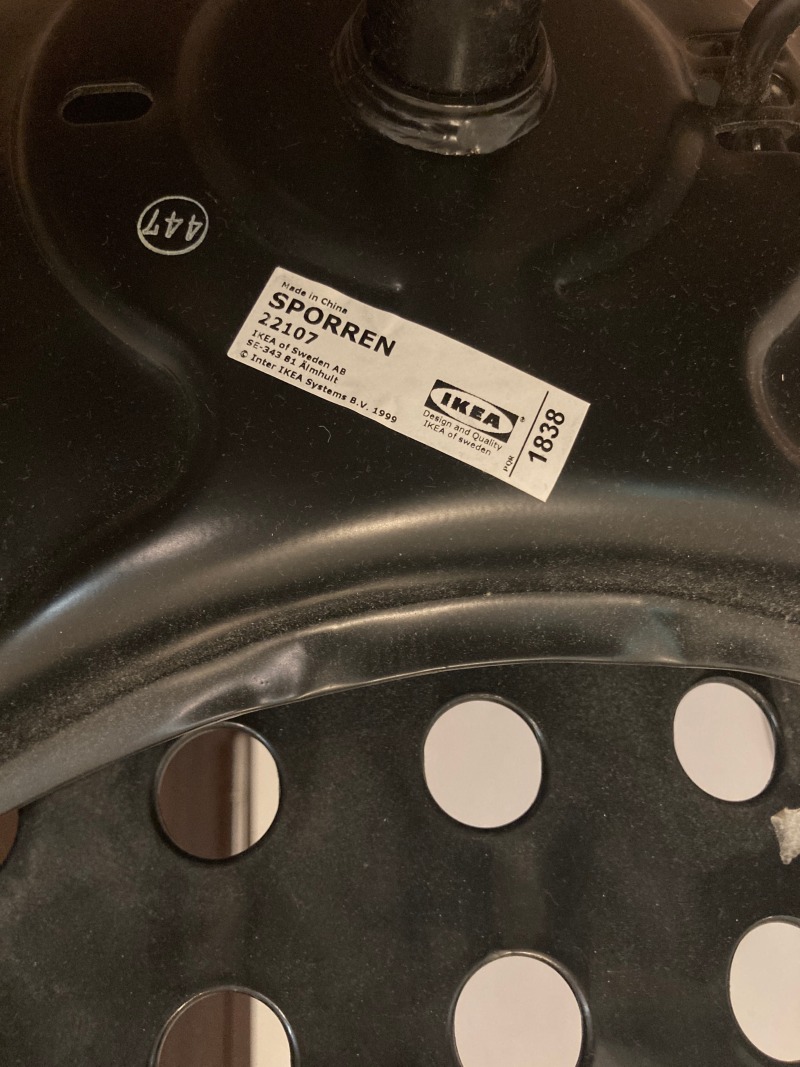 447
Made in China
SPORREN
22107
IKEA of Sweden AB
SE-343 81 Älmhult
© Inter IKEA Systems B.V. 1999
IKEA ®
Design and Quality
IKEA of sweden
PQR
1838